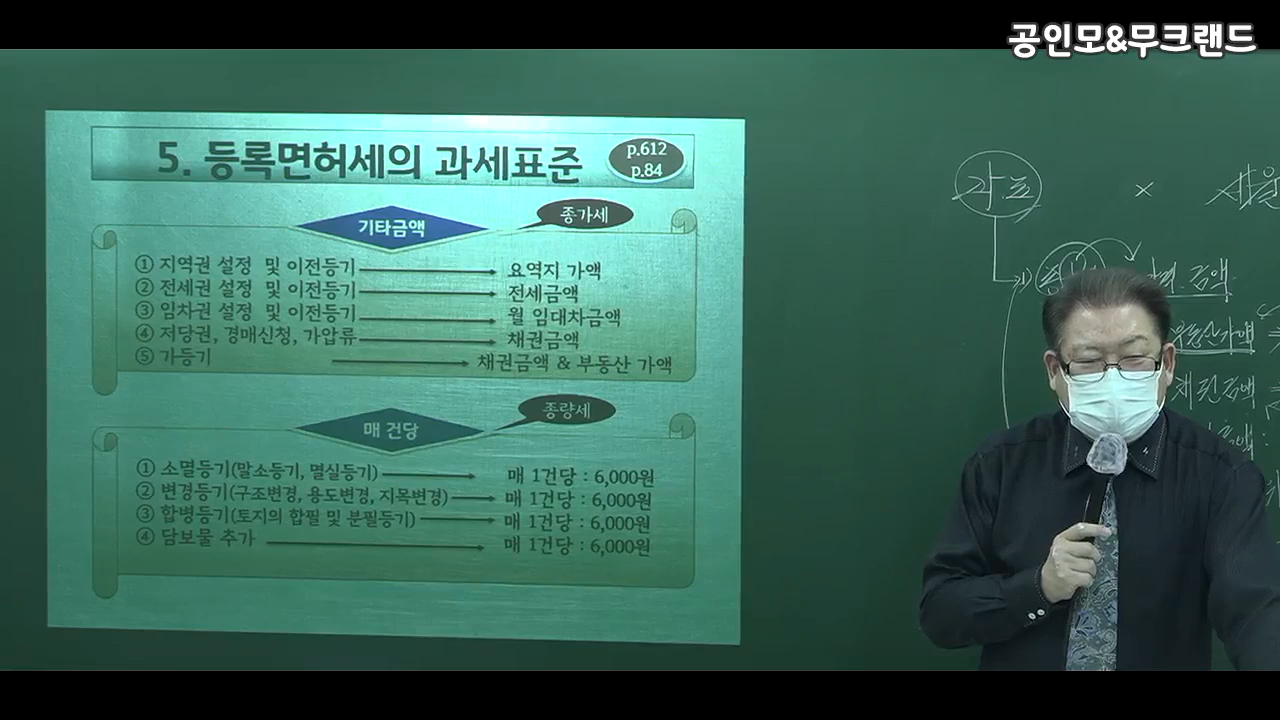 공인모&무크랜드
5. 등록면허세의 과세표준
p.612
p.84
기타금액
종가세
① 지역권 설정 및 이전등기 요역지 가액
② 전세권 설정 및 이전등기 전세금액
③ 임차권 설정 및 이전등기 월 임대차금액
④ 저당권, 경매신청, 가압류 채권금액
⑤ 가등기 채권금액 & 부동산 가액
매 건당
종량세
① 소멸등기(말소등기, 멸실등기) 매 1건당 : 6,000원
② 변경등기(구조변경, 용도변경, 지목변경) 매 1건당 : 6,000원
③ 합병등기(토지의 합필 및 분필등기) 매 1건당 : 6,000원
④ 담보물 추가 매 1건당 : 6,000원
과.표 × 세율
금액
부동산가액
채권금액